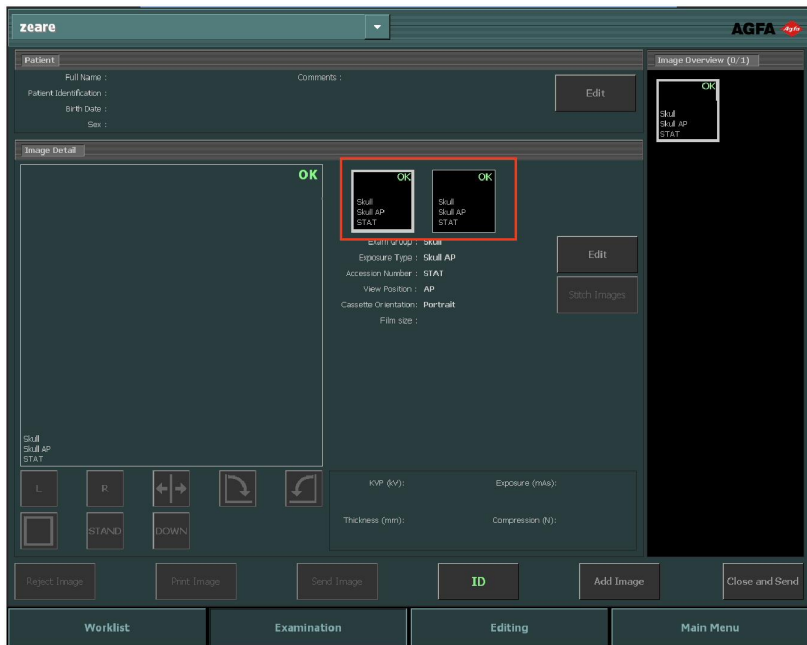 zeare
AGFA
Agfa
Patient
Full Name :
Comments :
Patient Identification :
Birth Date :
Sex :
Edit
Image Overview (0/1)
OK
Skull
Skull AP
STAT
Image Detail
OK
Skull
Skull AP
STAT
OK
Skull
Skull AP
STAT
OK
Skull
Skull AP
STAT
Exam Group : Skull
Exposure Type : Skull AP
Accession Number : STAT
View Position : AP
Cassette Orientation: Portrait
Film size :
Edit
Stitch Images
L
R
STAND
DOWN
KVP (kV):
Exposure (mAs):
Thickness (mm):
Compression (N):
Reject Image
Print Image
Send Image
ID
Add Image
Close and Send
Worklist
Examination
Editing
Main Menu